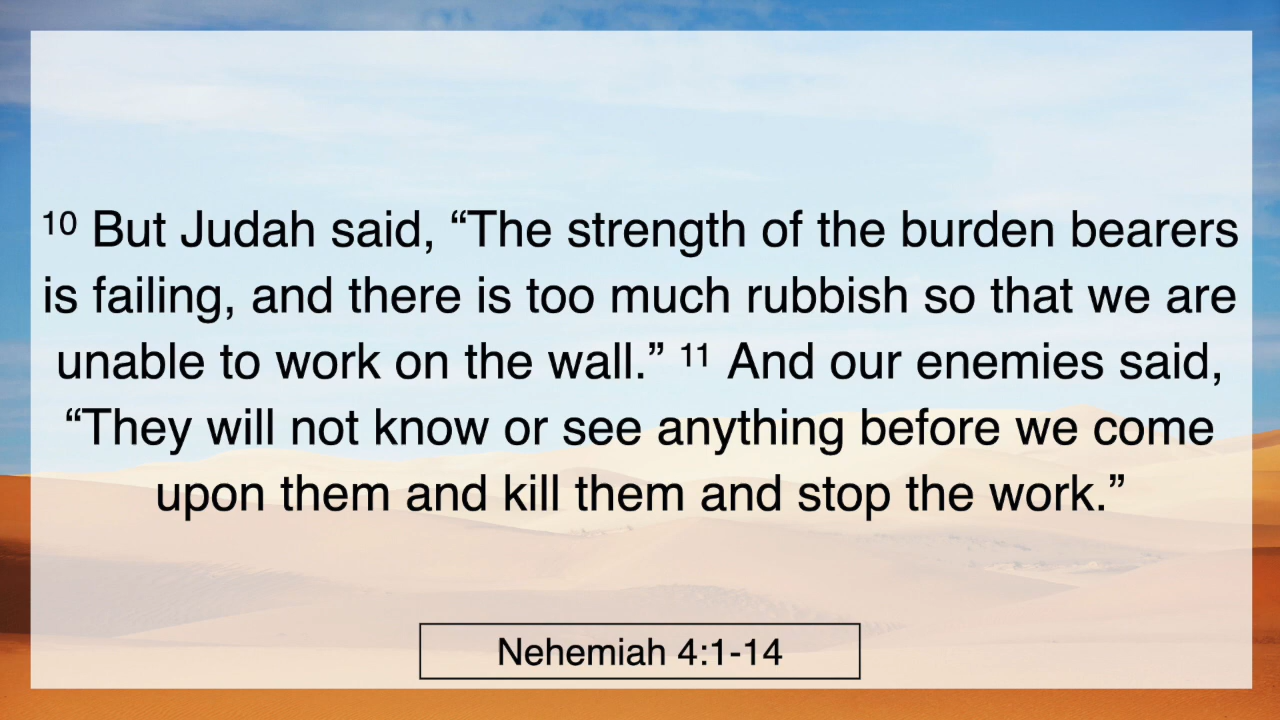 ¹⁰ But Judah said, “The strength of the burden bearers
is failing, and there is too much rubbish so that we are
unable to work on the wall.” ¹¹ And our enemies said,
“They will not know or see anything before we come
upon them and kill them and stop the work.”
Nehemiah 4:1-14